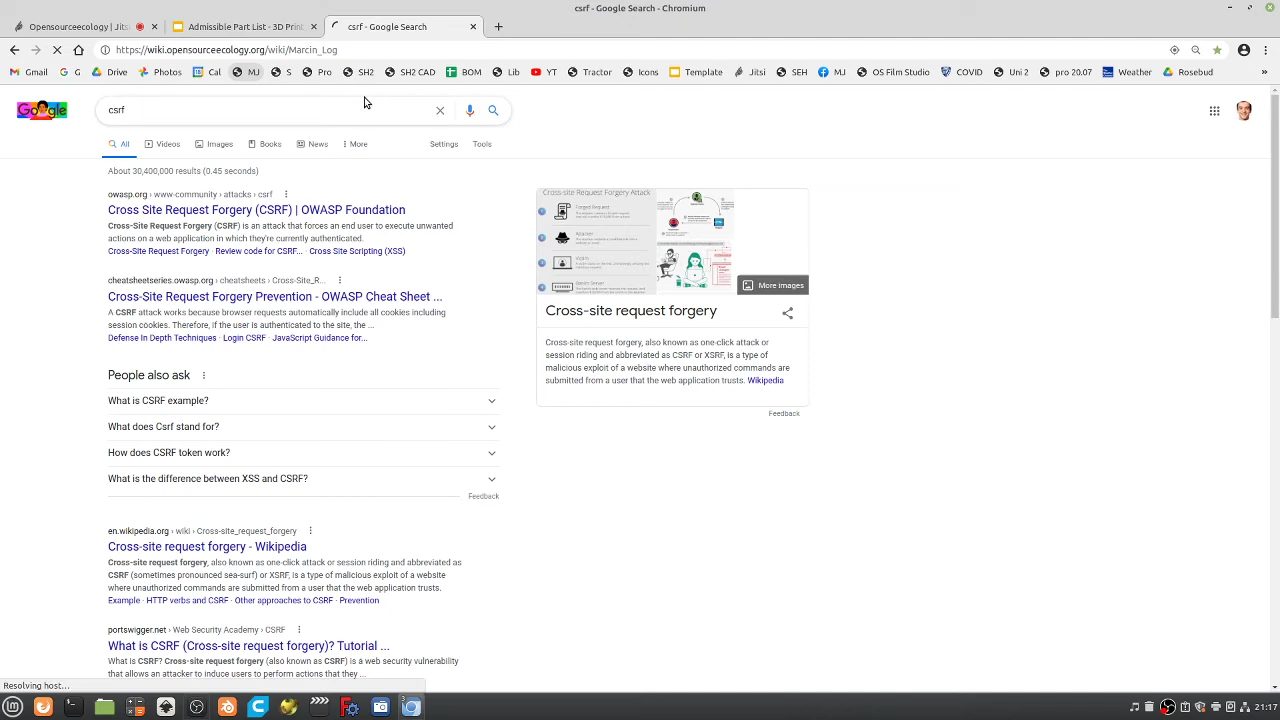 csrf - Google Search - Chromium
Opensourceecology | Jits
Admissible Part - 3D Print
csrf - Google Search
https://wiki.opensourceecology.org/wiki/Marcin_Log
Gmail G Drive Photos Cal MJ S Pro SH2 SH2 CAD BOM Lib YT Tractor Icons Template Jitsi SEH MJ OS Film Studio COVID Uni 2 pro 20.07 Weather Rosebud »
Google
csrf
All Videos Images Books News More Settings Tools
About 30,400,000 results (0.45 seconds)
owasp.org › www-community › attacks › csrf
Cross Site Request Forgery (CSRF) | OWASP Foundation
Cross-Site Request Forgery (CSRF) is an attack that forces an end user to execute unwanted
actions on a web application in which they're currently
Cross-Site Request Forgery · Review code for CSRF · Cross-Site Scripting (XSS)
cheatsheetseries.owasp.org › cheatsheets
Cross-Site Request Forgery Prevention - OWASP Cheat Sheet ...
A CSRF attack works because browser requests automatically include all cookies including
session cookies. Therefore, if the user is authenticated to the site, the ...
Defense In Depth Techniques · Login CSRF · JavaScript Guidance for...
People also ask
What is CSRF example?
What does Csrf stand for?
How does CSRF token work?
What is the difference between XSS and CSRF?
Feedback
en.wikipedia.org › wiki › Cross-site_request_forgery
Cross-site request forgery - Wikipedia
Cross-site request forgery, also known as one-click attack or session riding and abbreviated as
CSRF (sometimes pronounced sea-surf) or XSRF, is a type of malicious exploit of a website
where unauthorized commands are submitted from a user that the web application trusts.
Example · HTTP verbs and CSRF · Other approaches to CSRF · Prevention
portswigger.net › Web Security Academy › CSRF
What is CSRF (Cross-site request forgery)? Tutorial ...
What is CSRF? Cross-site request forgery (also known as CSRF) is a web security vulnerability
that allows an attacker to induce users to perform actions that they ...
Cross-site Request Forgery Attack
Forged Request
More images
Cross-site request forgery
Cross-site request forgery, also known as one-click attack or
session riding and abbreviated as CSRF or XSRF, is a type of
malicious exploit of a website where unauthorized commands are
submitted from a user that the web application trusts. Wikipedia
Feedback
Resolving host...
21:17